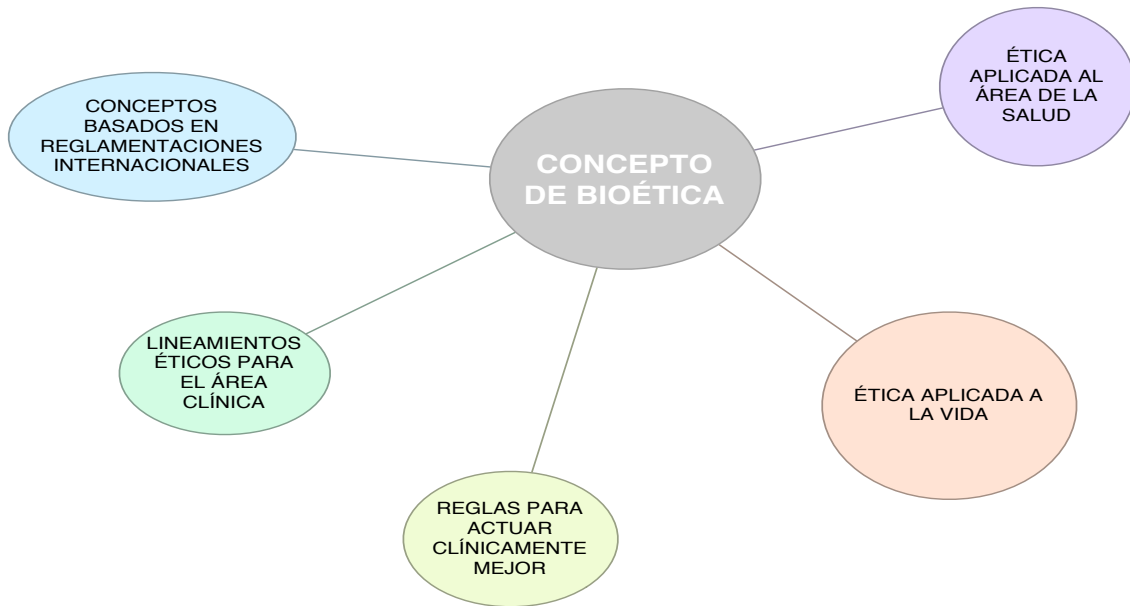 ÉTICA
APLICADA AL
ÁREA DE LA
SALUD
CONCEPTOS
BASADOS EN
REGLAMENTACIONES
INTERNACIONALES
CONCEPTO
DE BIOÉTICA
LINEAMIENTOS
ÉTICOS PARA
EL ÁREA
CLÍNICA
ÉTICA APLICADA A
LA VIDA
REGLAS PARA
ACTUAR
CLÍNICAMENTE
MEJOR